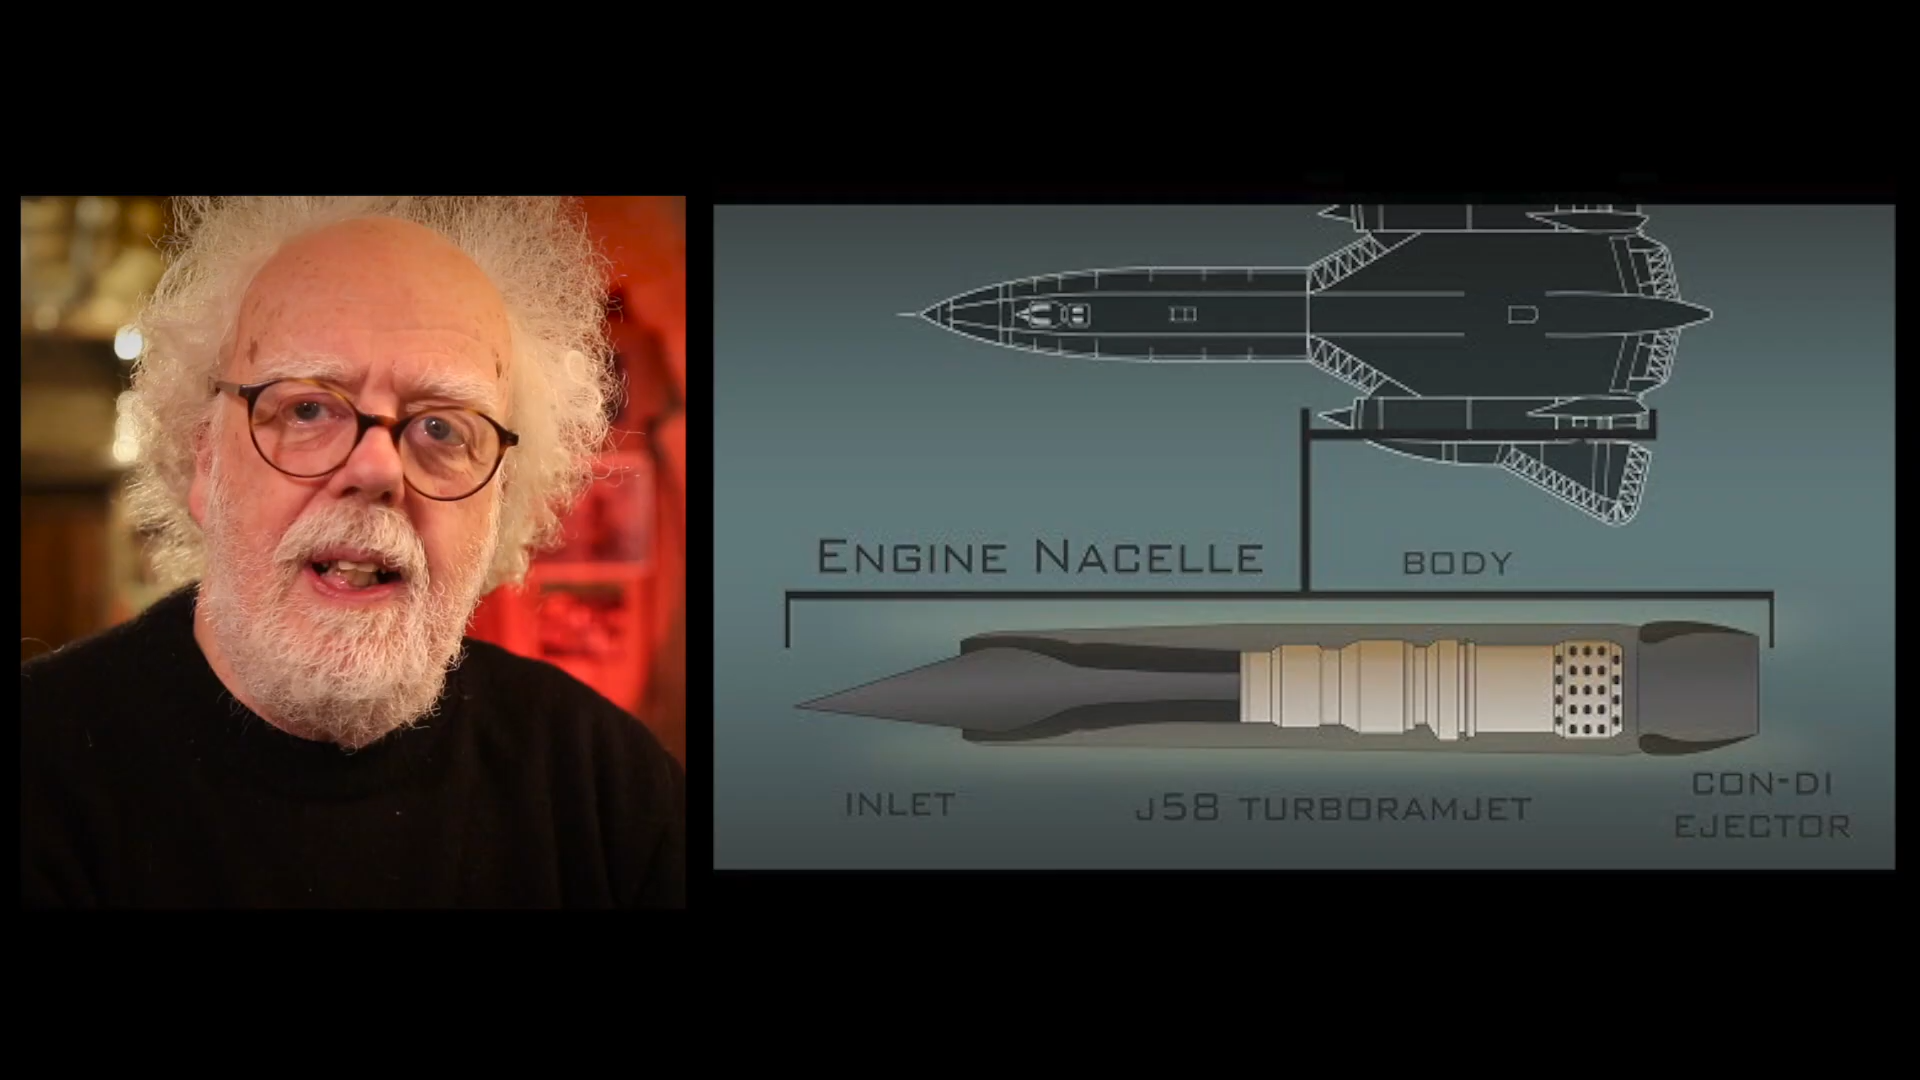 ENGINE NACELLE
BODY
INLET
J58 TURBORAMJET
CON-DI
EJECTOR